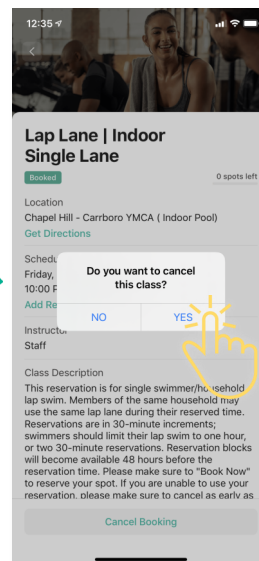 12:35
Lap Lane | Indoor
Single Lane
Booked
0 spots left
Location
Chapel Hill - Carrboro YMCA ( Indoor Pool)
Get Directions
Friday,
10:00
Do you want to cancel
this class?
NO
YES
Instructor
Staff
Class Description
This reservation is for single swimmer/household
lap swim. Members of the same household may
use the same lap lane during their reserved time.
Reservations are in 30-minute increments;
swimmers should limit their lap swim to one hour,
or two 30-minute reservations. Reservation blocks
will become available 48 hours before the
reservation time. Please make sure to "Book Now"
to reserve your spot. If you are unable to use your
reservation, please make sure to cancel as early as
Cancel Booking